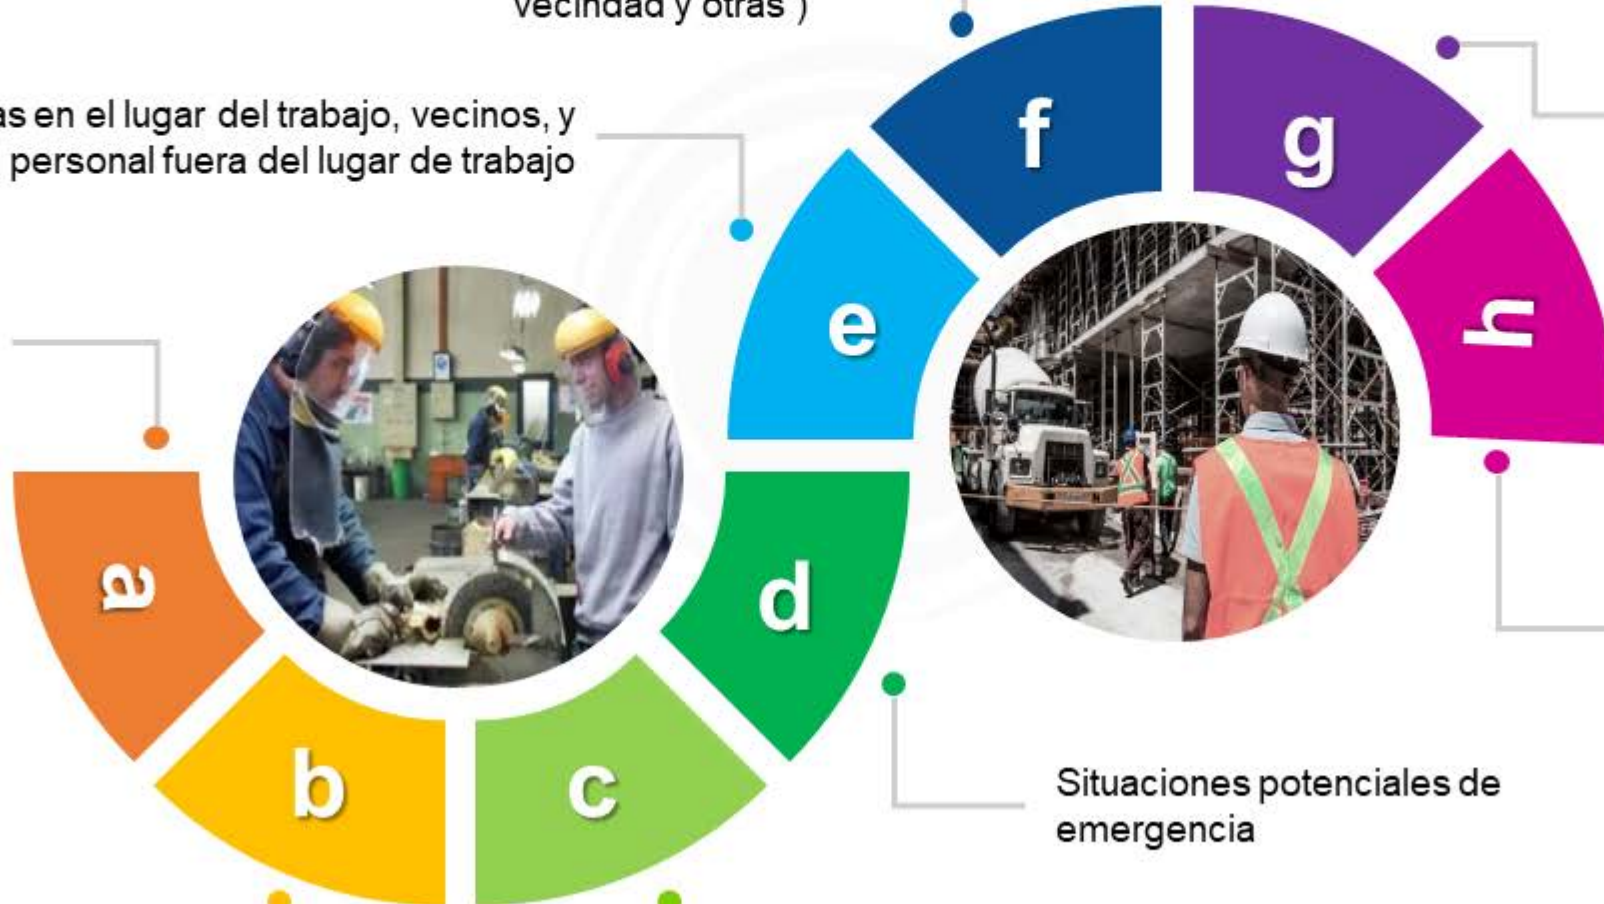 vecindad y otras )
as en el lugar del trabajo, vecinos, y
personal fuera del lugar de trabajo
a
b
c
d
e
f
g
h
Situaciones potenciales de
emergencia